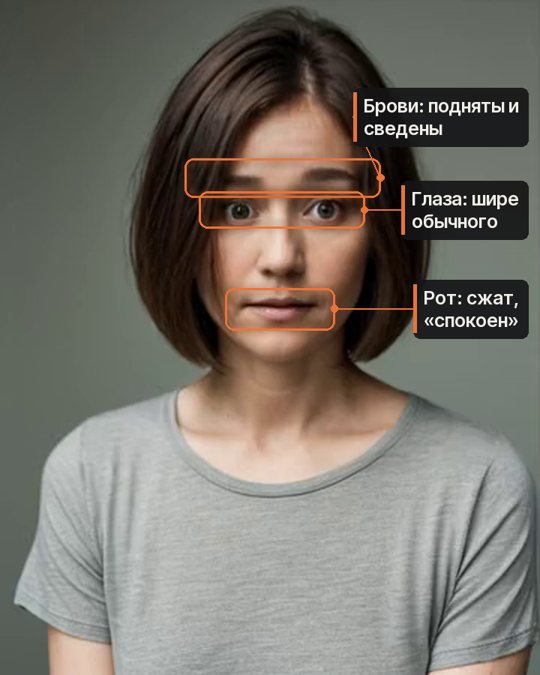 Брови: подняты и
сведены
Глаза: шире
обычного
Рот: сжат,
«спокоен»